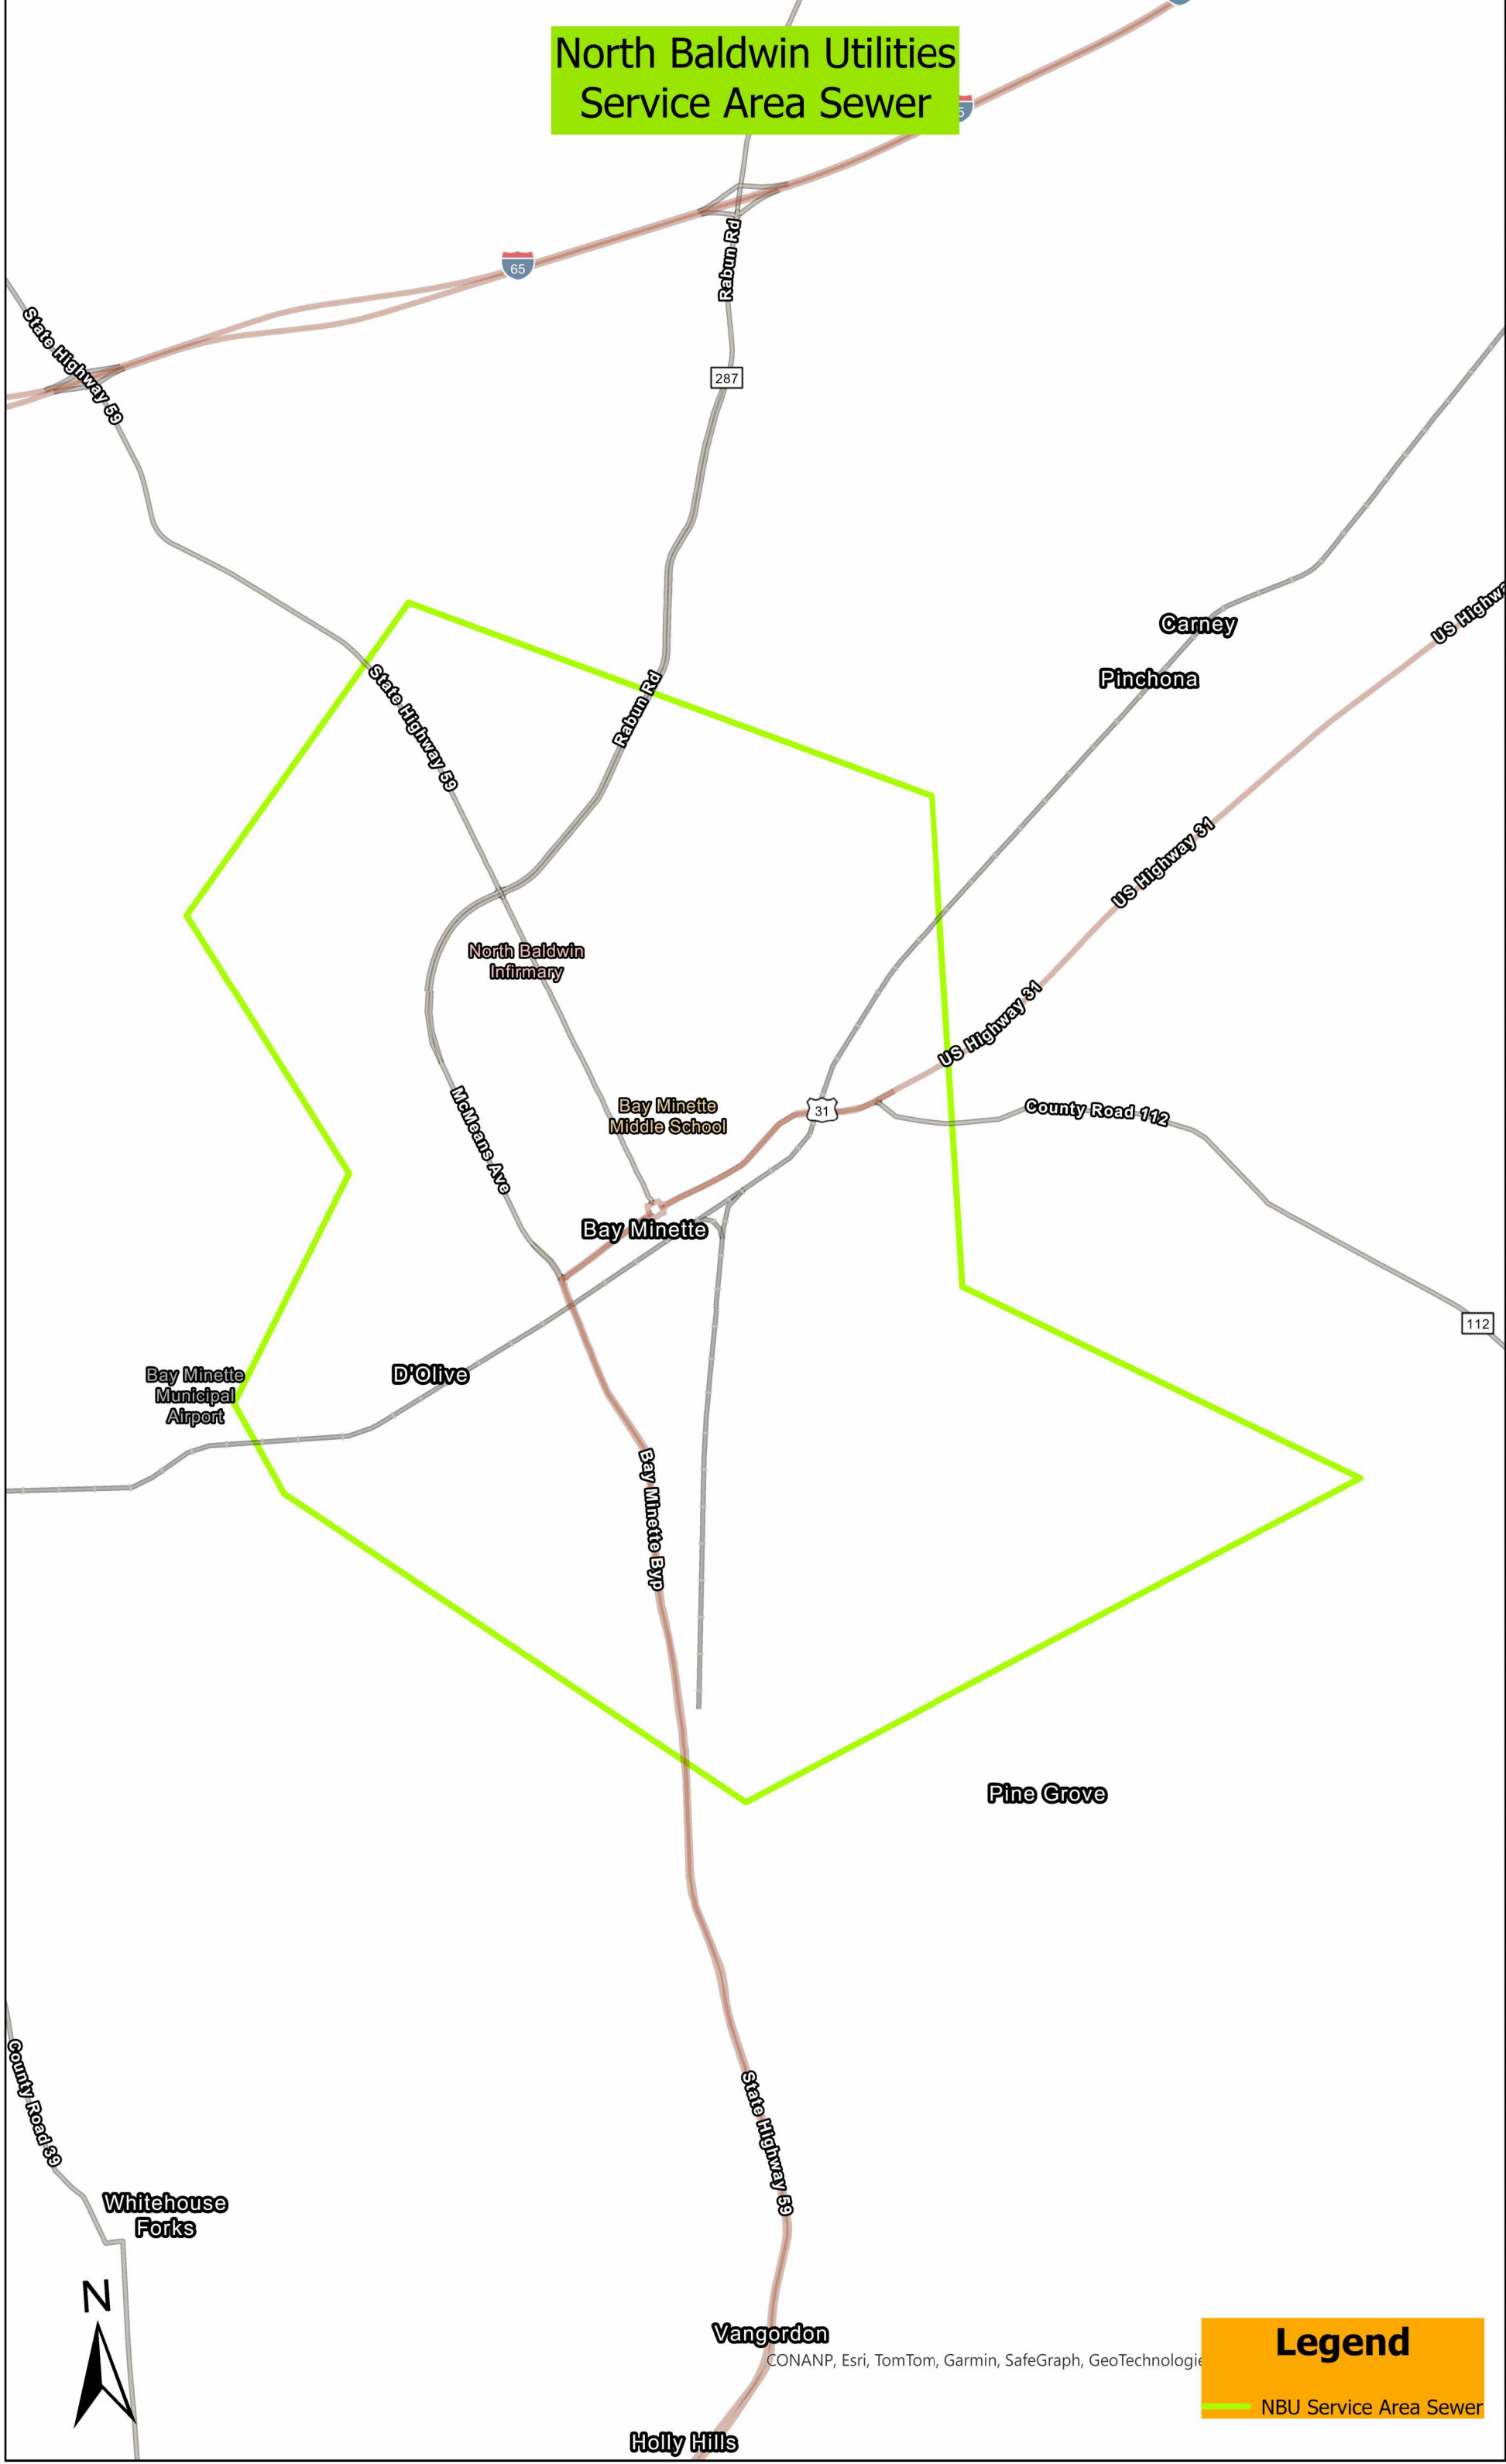 North Baldwin Utilities
Service Area Sewer
5
65
Rabun Rd
State Highway 59
287
Carney
US Highwa
Pinchona
State Highway 59
Rabun Rd
US Highway 31
North Baldwin
Infirmary
US Highway 31
McMeans Ave
Bay Minette
Middle School
31
County Road 112
Bay Minette
112
Bay Minette
Municipal
Airport
D'Olive
Bay Minette Byp
Pine Grove
County Road 39
State Highway 59
Whitehouse
Forks
N
Vangordon
CONANP, Esri, TomTom, Garmin, SafeGraph, GeoTechnologie
Legend
NBU Service Area Sewer
Holly Hills